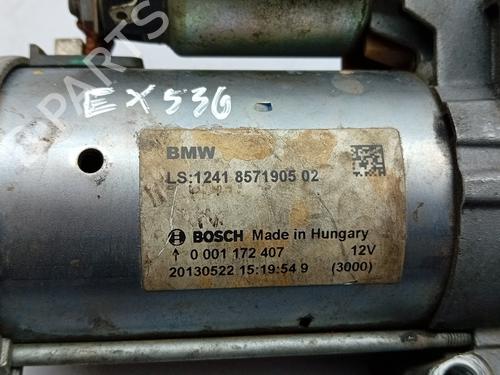 PARTS
EX536
BMW
LS:1241 8571905 02
BOSCH Made in Hungary
↑ 0 001 172 407 12V
20130522 15:19:54 9 (3000)